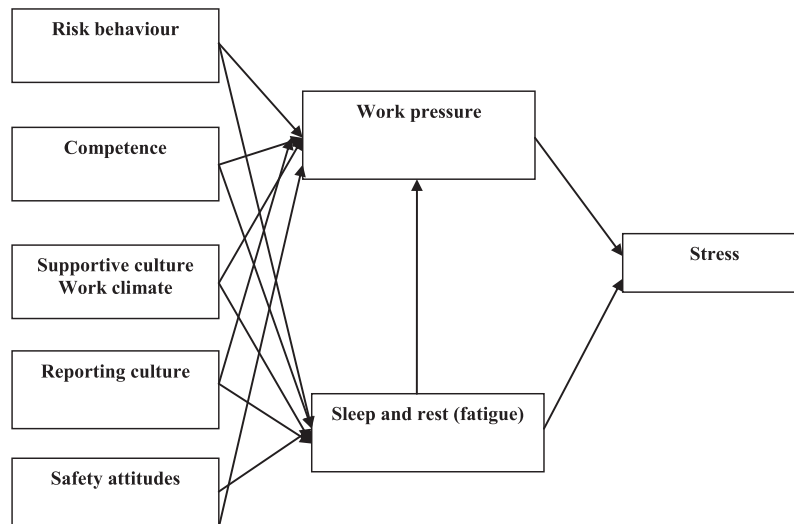 Risk behaviour
Work pressure
Competence
Supportive culture
Work climate
Stress
Reporting culture
Sleep and rest (fatigue)
Safety attitudes